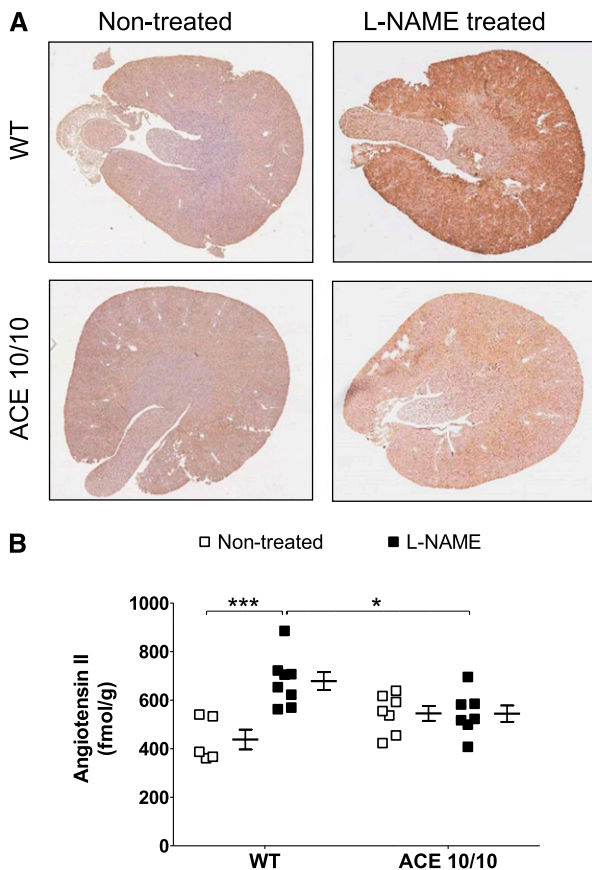 A
Non-treated
L-NAME treated
WT
ACE 10/10
B
□ Non-treated ■ L-NAME
*** *
1000
800
600
400
200
0
Angiotensin II
(fmol/g)
WT ACE 10/10